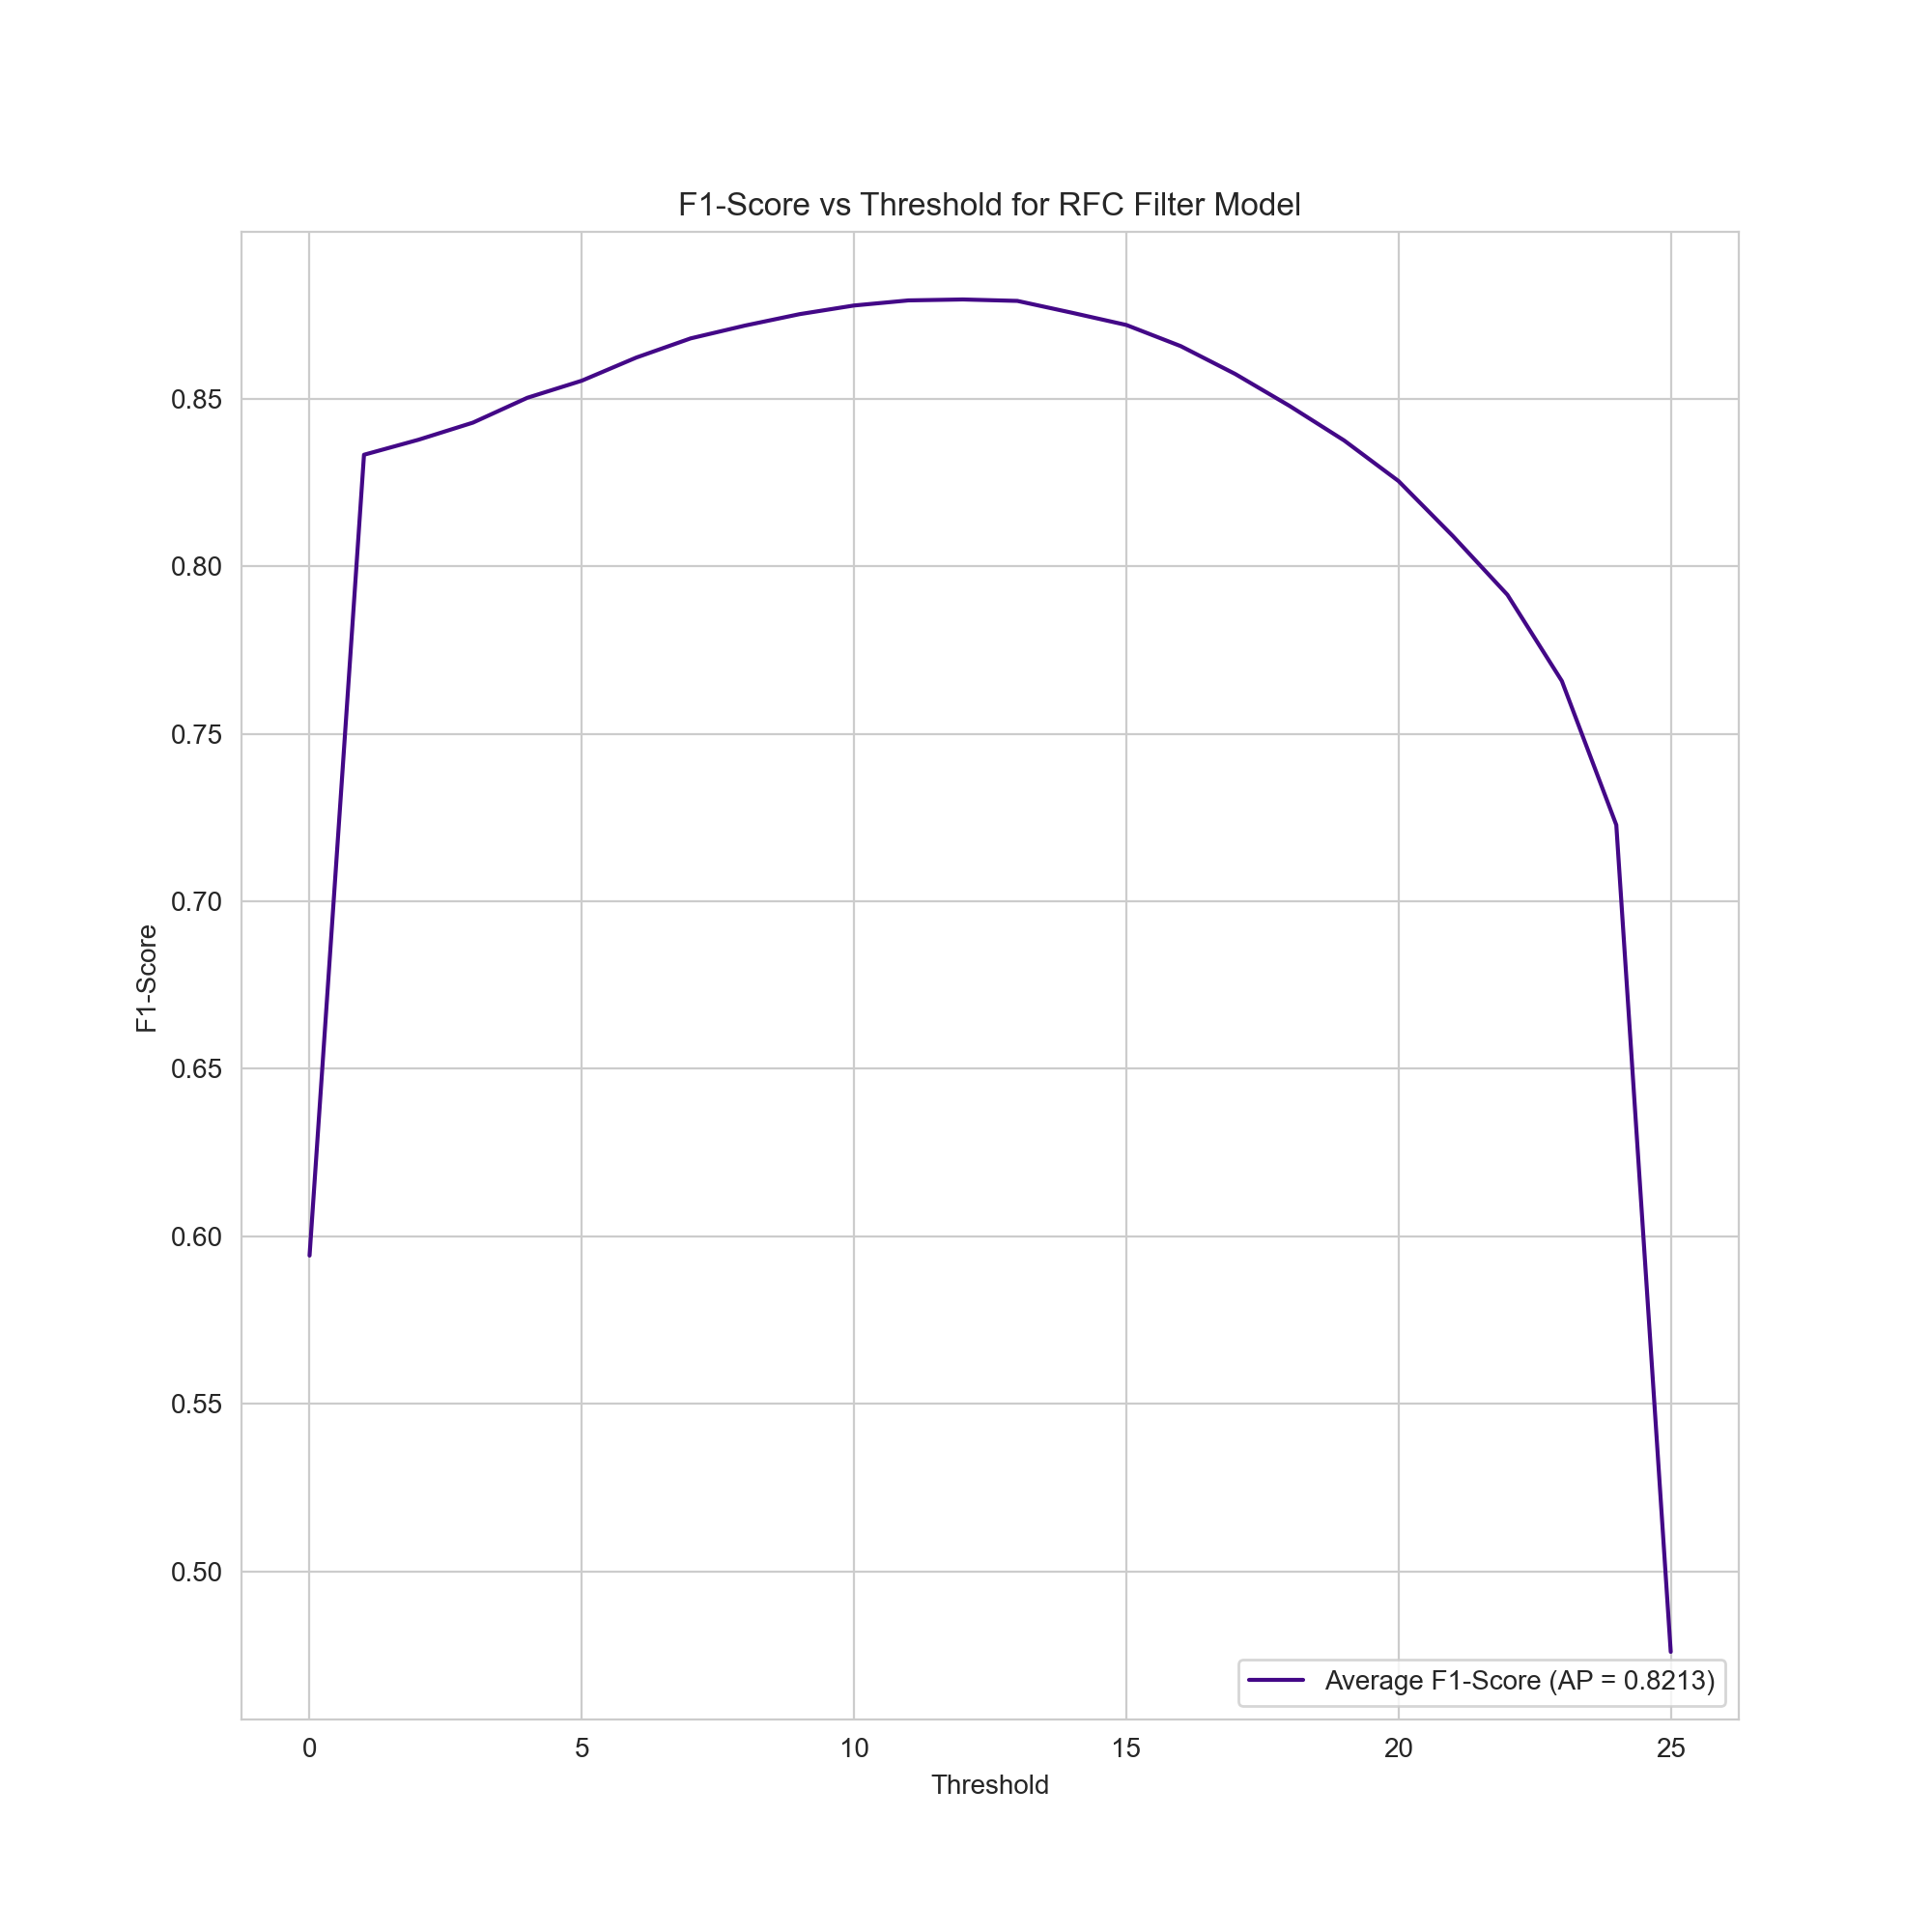 F1-Score vs Threshold for RFC Filter Model
0.85
0.80
0.75
0.70
0.65
0.60
0.55
0.50
F1-Score
Average F1-Score (AP = 0.8213)
0 5 10 15 20 25
Threshold